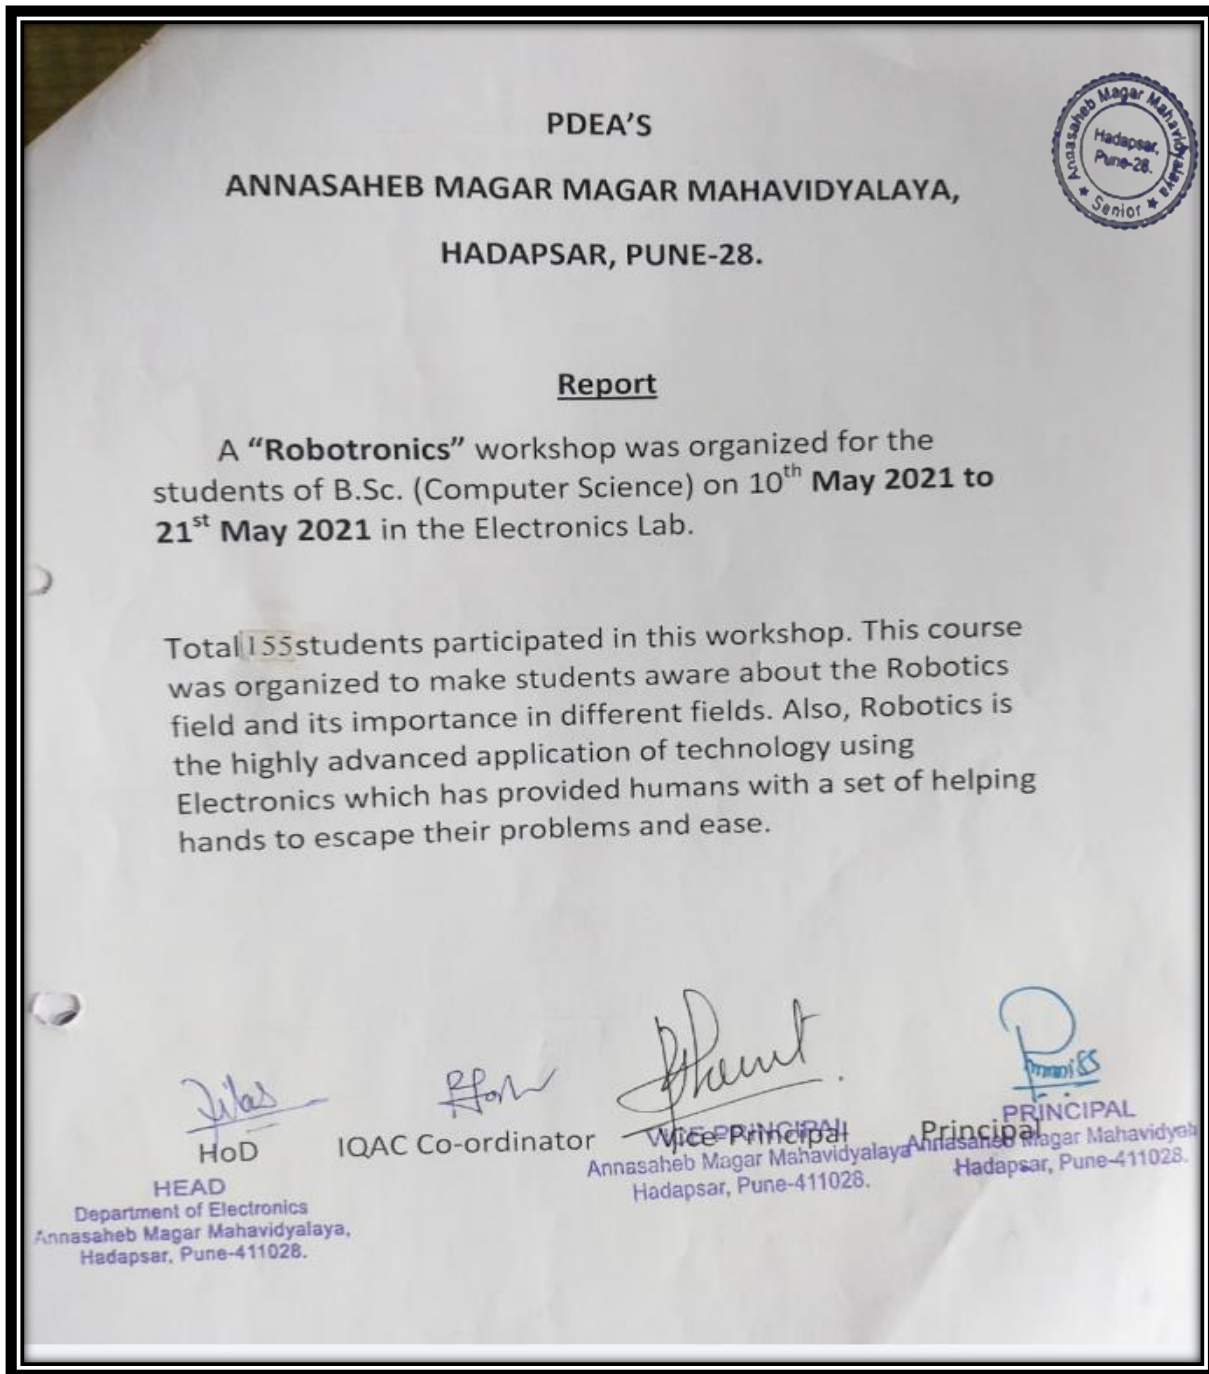 PDEA'S
ANNASAHEB MAGAR MAGAR MAHAVIDYALAYA,
HADAPSAR, PUNE-28.
Annasaheb Magar Mahavidyalaya
Hadapsar,
Pune-28.
★ Senior ★
Report
A “Robotronics” workshop was organized for the
students of B.Sc. (Computer Science) on 10th May 2021 to
21st May 2021 in the Electronics Lab.
Total 155 students participated in this workshop. This course
was organized to make students aware about the Robotics
field and its importance in different fields. Also, Robotics is
the highly advanced application of technology using
Electronics which has provided humans with a set of helping
hands to escape their problems and ease.
HoD
IQAC Co-ordinator
Vice Principal
Principal
HEAD
Department of Electronics
Annasaheb Magar Mahavidyalaya,
Hadapsar, Pune-411028.
VICE PRINCIPAL
Annasaheb Magar Mahavidyalaya
Hadapsar, Pune-411028.
PRINCIPAL
Annasaheb Magar Mahavidyal
Hadapsar, Pune-411028.